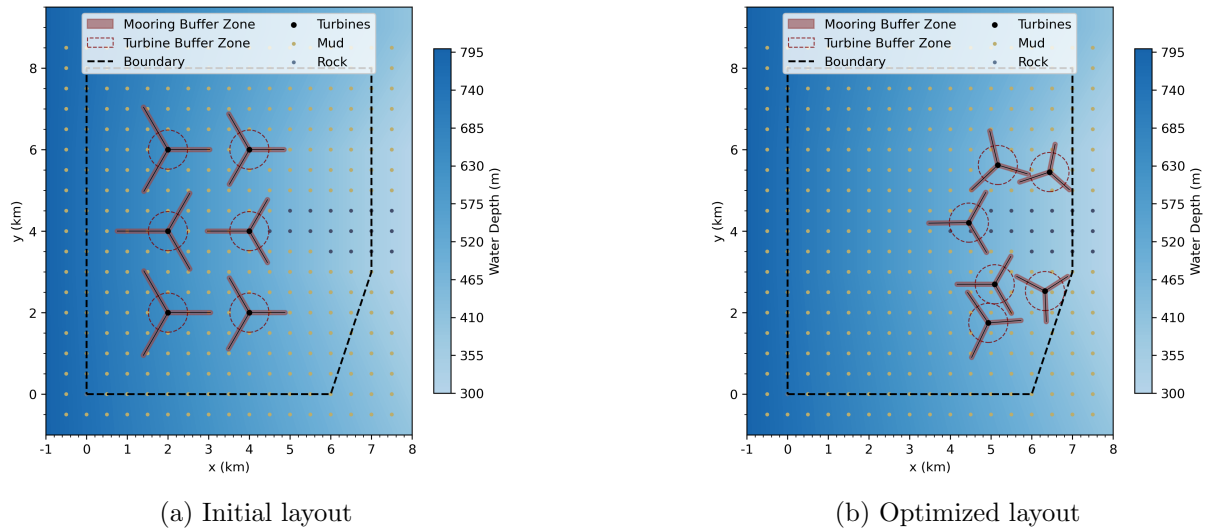 Mooring Buffer Zone
Turbine Buffer Zone
Boundary
Turbines
Mud
Rock
8
6
4
2
0
y (km)
-1 0 1 2 3 4 5 6 7 8
x (km)
795
740
685
630
575
520
465
410
355
300
Water Depth (m)
(a) Initial layout
Mooring Buffer Zone
Turbine Buffer Zone
Boundary
Turbines
Mud
Rock
8
6
4
2
0
y (km)
-1 0 1 2 3 4 5 6 7 8
x (km)
795
740
685
630
575
520
465
410
355
300
Water Depth (m)
(b) Optimized layout